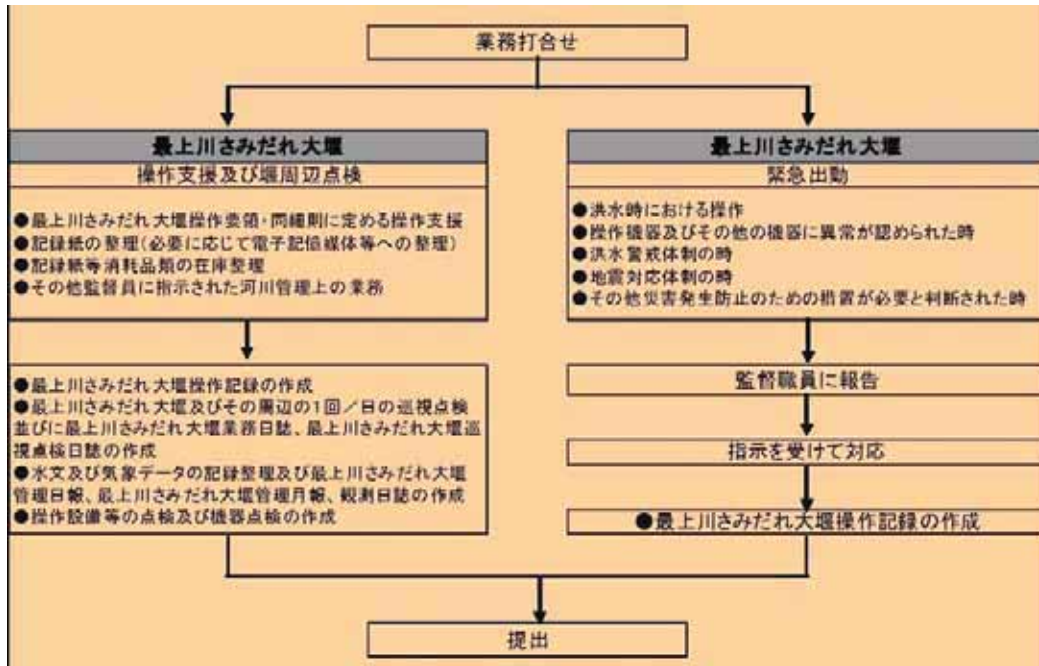 業務打合せ
最上川さみだれ大堰
操作支援及び堰周辺点検
●最上川さみだれ大堰操作要領・同細則に定める操作支援
●記録紙の整理(必要に応じて電子記憶媒体等への整理)
●記録紙等消耗品類の在庫整理
●その他監督員に指示された河川管理上の業務
●最上川さみだれ大堰操作記録の作成
●最上川さみだれ大堰及びその周辺の1回/日の巡視点検
並びに最上川さみだれ大堰業務日誌、最上川さみだれ大堰巡
視点検日誌の作成
●水文及び気象データの記録整理及び最上川さみだれ大堰
管理日報、最上川さみだれ大堰管理月報、観測日誌の作成
●操作設備等の点検及び機器点検の作成
最上川さみだれ大堰
緊急出動
●洪水時における操作
●操作機器及びその他の機器に異常が認められた時
●洪水警戒体制の時
●地震対応体制の時
●その他災害発生防止のための措置が必要と判断された時
監督職員に報告
指示を受けて対応
●最上川さみだれ大堰操作記録の作成
提出